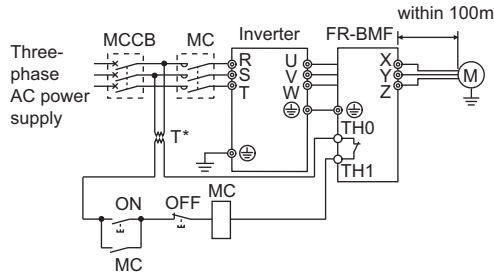 within 100m
MCCB
MC
Inverter
FR-BMF
Three-
phase
AC power
supply
R
S
T
U
V
W
X
Y
Z
M
T*
TH0
TH1
ON
OFF
MC
MC